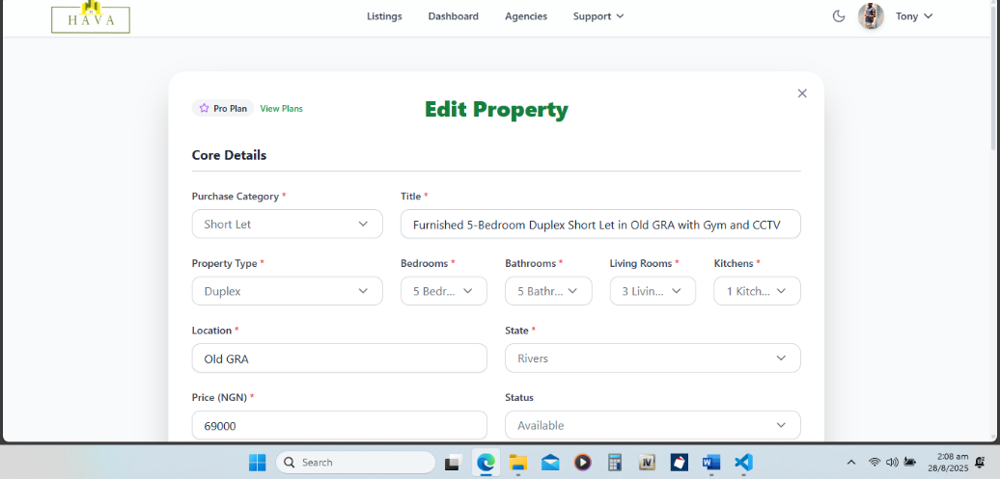 HAVA
Listings Dashboard Agencies Support Tony
Pro Plan View Plans
Edit Property
Core Details
Purchase Category * Title *
Short Let Furnished 5-Bedroom Duplex Short Let in Old GRA with Gym and CCTV
Property Type * Bedrooms * Bathrooms * Living Rooms * Kitchens *
Duplex 5 Bedr... 5 Bathr... 3 Livin... 1 Kitch...
Location * State *
Old GRA Rivers
Price (NGN) * Status
69000 Available
Search 2:08 am
28/8/2025